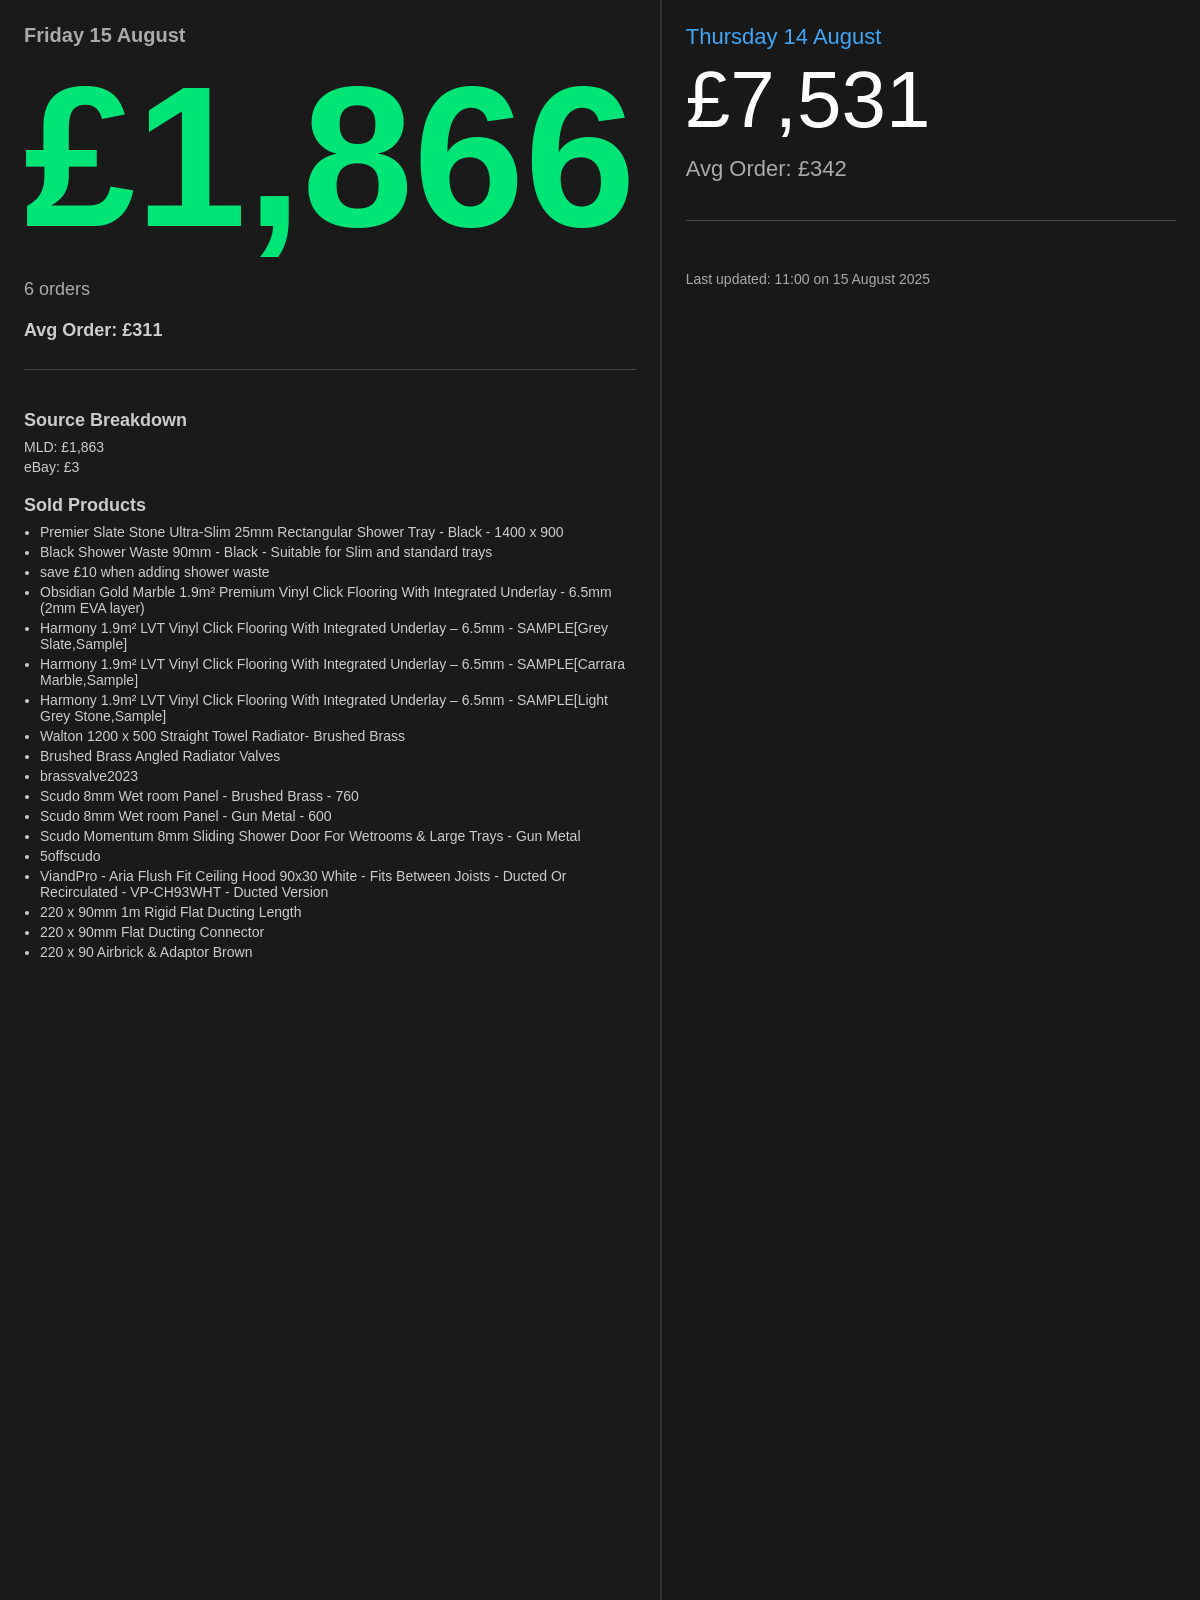 Friday 15 August
£1,866
6 orders
Avg Order: £311
Source Breakdown
MLD: £1,863
eBay: £3
Sold Products
• Premier Slate Stone Ultra-Slim 25mm Rectangular Shower Tray - Black - 1400 x 900
• Black Shower Waste 90mm - Black - Suitable for Slim and standard trays
• save £10 when adding shower waste
• Obsidian Gold Marble 1.9m² Premium Vinyl Click Flooring With Integrated Underlay - 6.5mm
(2mm EVA layer)
• Harmony 1.9m² LVT Vinyl Click Flooring With Integrated Underlay – 6.5mm - SAMPLE[Grey
Slate,Sample]
• Harmony 1.9m² LVT Vinyl Click Flooring With Integrated Underlay – 6.5mm - SAMPLE[Carrara
Marble,Sample]
• Harmony 1.9m² LVT Vinyl Click Flooring With Integrated Underlay – 6.5mm - SAMPLE[Light
Grey Stone,Sample]
• Walton 1200 x 500 Straight Towel Radiator- Brushed Brass
• Brushed Brass Angled Radiator Valves
• brassvalve2023
• Scudo 8mm Wet room Panel - Brushed Brass - 760
• Scudo 8mm Wet room Panel - Gun Metal - 600
• Scudo Momentum 8mm Sliding Shower Door For Wetrooms & Large Trays - Gun Metal
• 5offscudo
• ViandPro - Aria Flush Fit Ceiling Hood 90x30 White - Fits Between Joists - Ducted Or
Recirculated - VP-CH93WHT - Ducted Version
• 220 x 90mm 1m Rigid Flat Ducting Length
• 220 x 90mm Flat Ducting Connector
• 220 x 90 Airbrick & Adaptor Brown
Thursday 14 August
£7,531
Avg Order: £342
Last updated: 11:00 on 15 August 2025